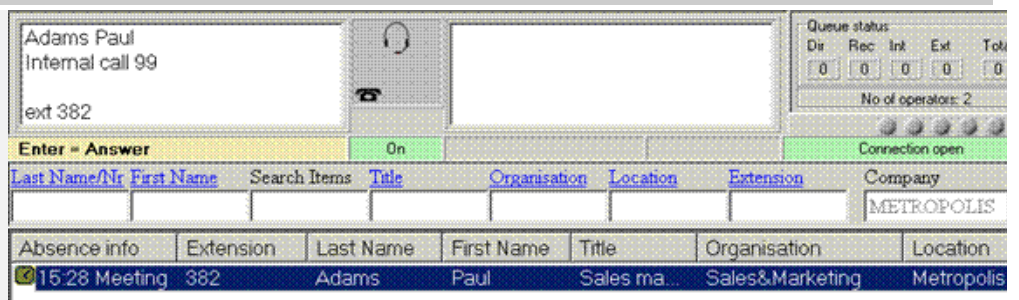 Adams Paul
Internal call 99
ext 382
Queue status
Dir Rec Int Ext Tota
0 0 0 0 0
No of operators: 2
Enter = Answer On Connection open
Last Name/Nr First Name Search Items Title Organisation Location Extension Company
METROPOLIS
Absence info Extension Last Name First Name Title Organisation Location
15:28 Meeting 382 Adams Paul Sales ma... Sales&Marketing Metropolis